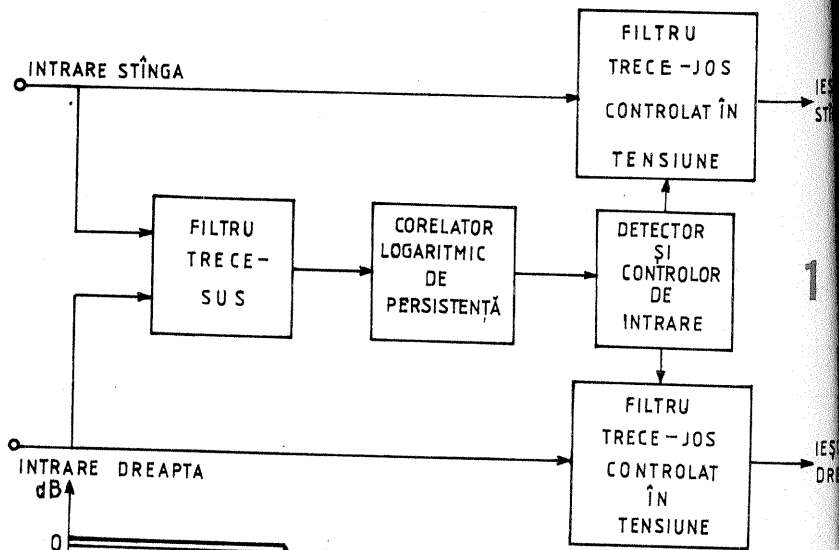 FILTRU
TRECE-JOS
CONTROLAT ÎN
TENSIUNE
INTRARE STÎNGA
FILTRU
TRECE-
SUS
CORELATOR
LOGARITMIC
DE
PERSISTENȚĂ
DETECTOR
ȘI
CONTROLOR
DE
INTRARE
1
FILTRU
TRECE-JOS
CONTROLAT
ÎN
TENSIUNE
INTRARE DREAPTA
dB
0